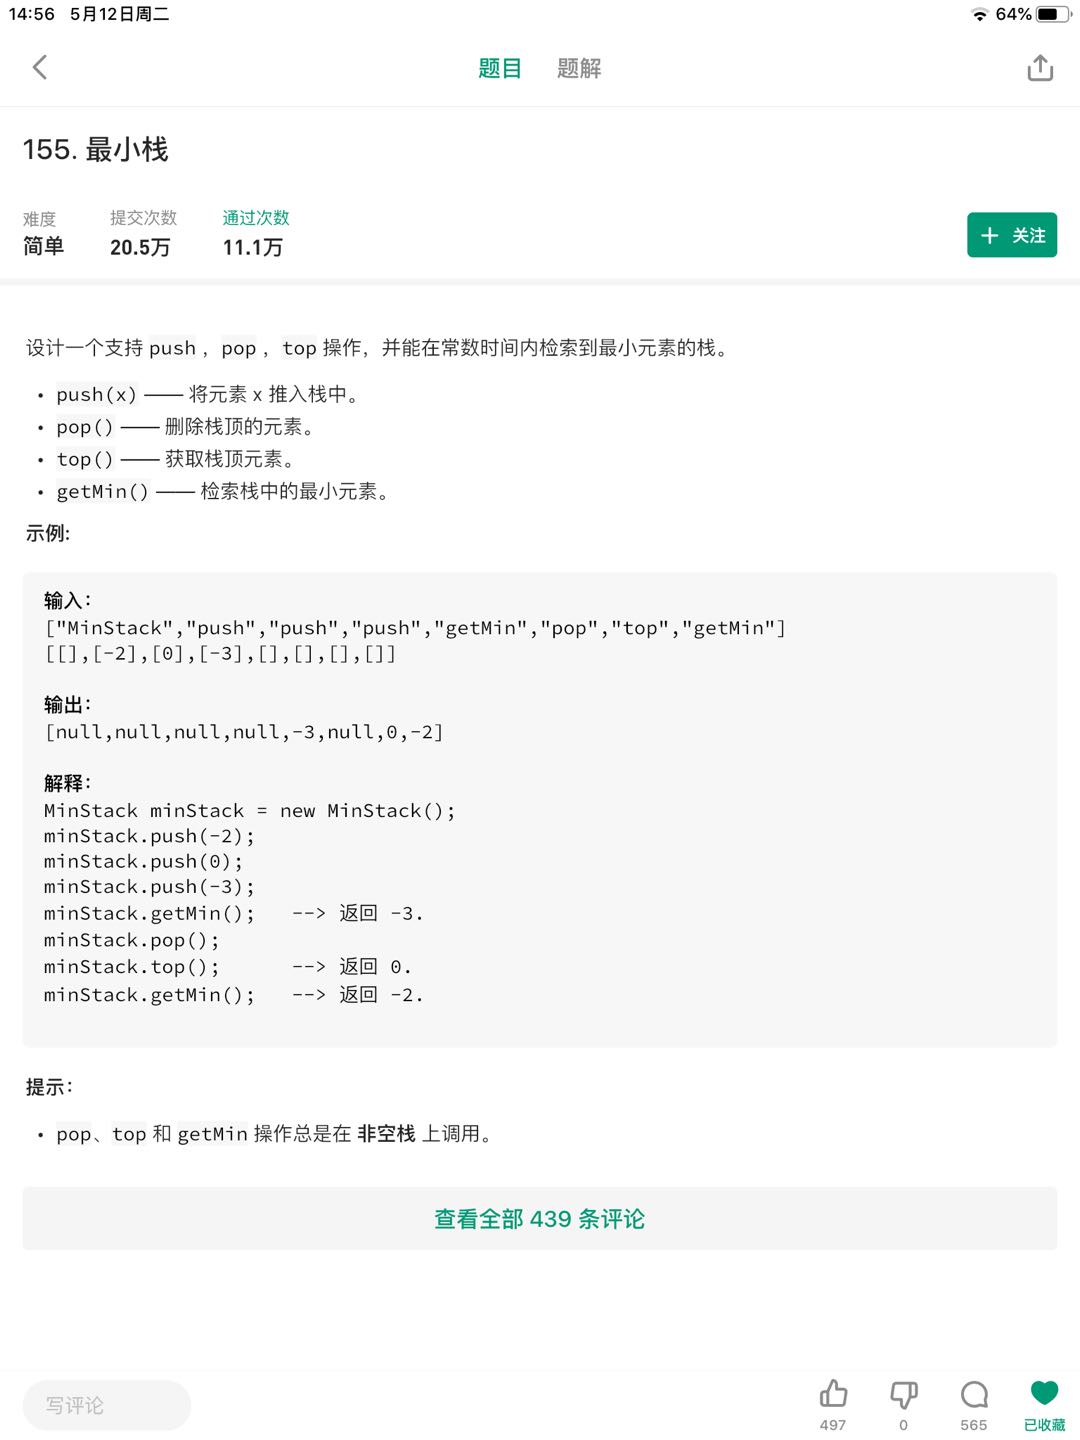 14:56 5月12日周二
64%
题目 题解
155. 最小栈
难度 提交次数 通过次数
简单 20.5万 11.1万
+ 关注
设计一个支持 push ，pop ，top 操作，并能在常数时间内检索到最小元素的栈。
• push(x) —— 将元素 x 推入栈中。
• pop() —— 删除栈顶的元素。
• top() —— 获取栈顶元素。
• getMin() —— 检索栈中的最小元素。
示例:
输入：
["MinStack","push","push","push","getMin","pop","top","getMin"]
[[],[-2],[0],[-3],[],[],[],[]]
输出：
[null,null,null,null,-3,null,0,-2]
解释：
MinStack minStack = new MinStack();
minStack.push(-2);
minStack.push(0);
minStack.push(-3);
minStack.getMin();   --> 返回 -3.
minStack.pop();
minStack.top();      --> 返回 0.
minStack.getMin();   --> 返回 -2.
提示：
• pop、top 和 getMin 操作总是在 非空栈 上调用。
查看全部 439 条评论
写评论
497 0 565 已收藏